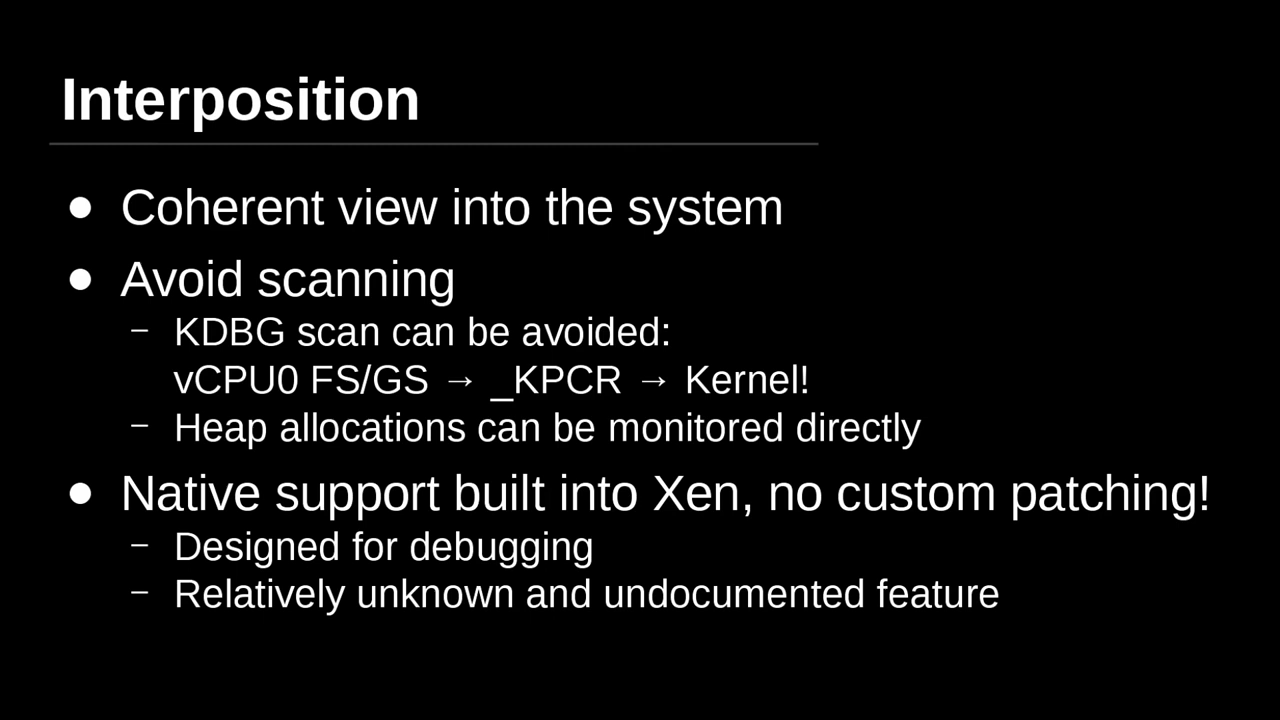 Interposition
● Coherent view into the system
● Avoid scanning
– KDBG scan can be avoided:
vCPU0 FS/GS → _KPCR → Kernel!
– Heap allocations can be monitored directly
● Native support built into Xen, no custom patching!
– Designed for debugging
– Relatively unknown and undocumented feature